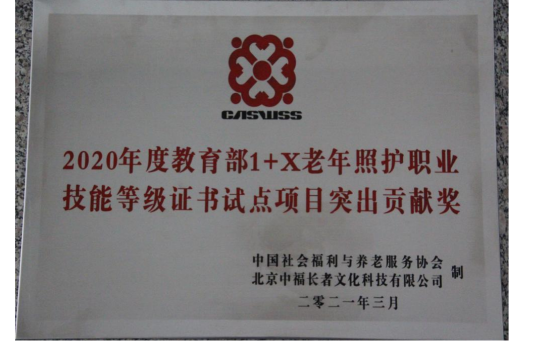 CASWSS
2020年度教育部1+X老年照护职业
技能等级证书试点项目突出贡献奖
中国社会福利与养老服务协会
北京中福长者文化科技有限公司 制
二零二一年三月